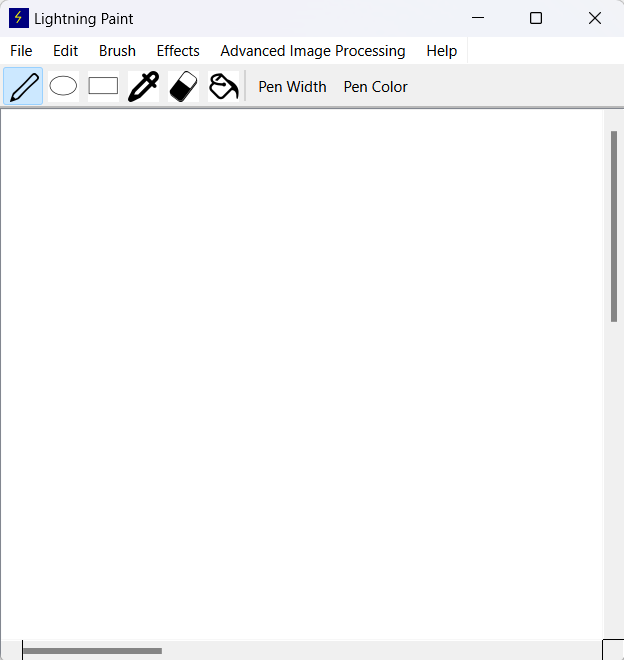 Lightning Paint
File Edit Brush Effects Advanced Image Processing Help
Pen Width Pen Color